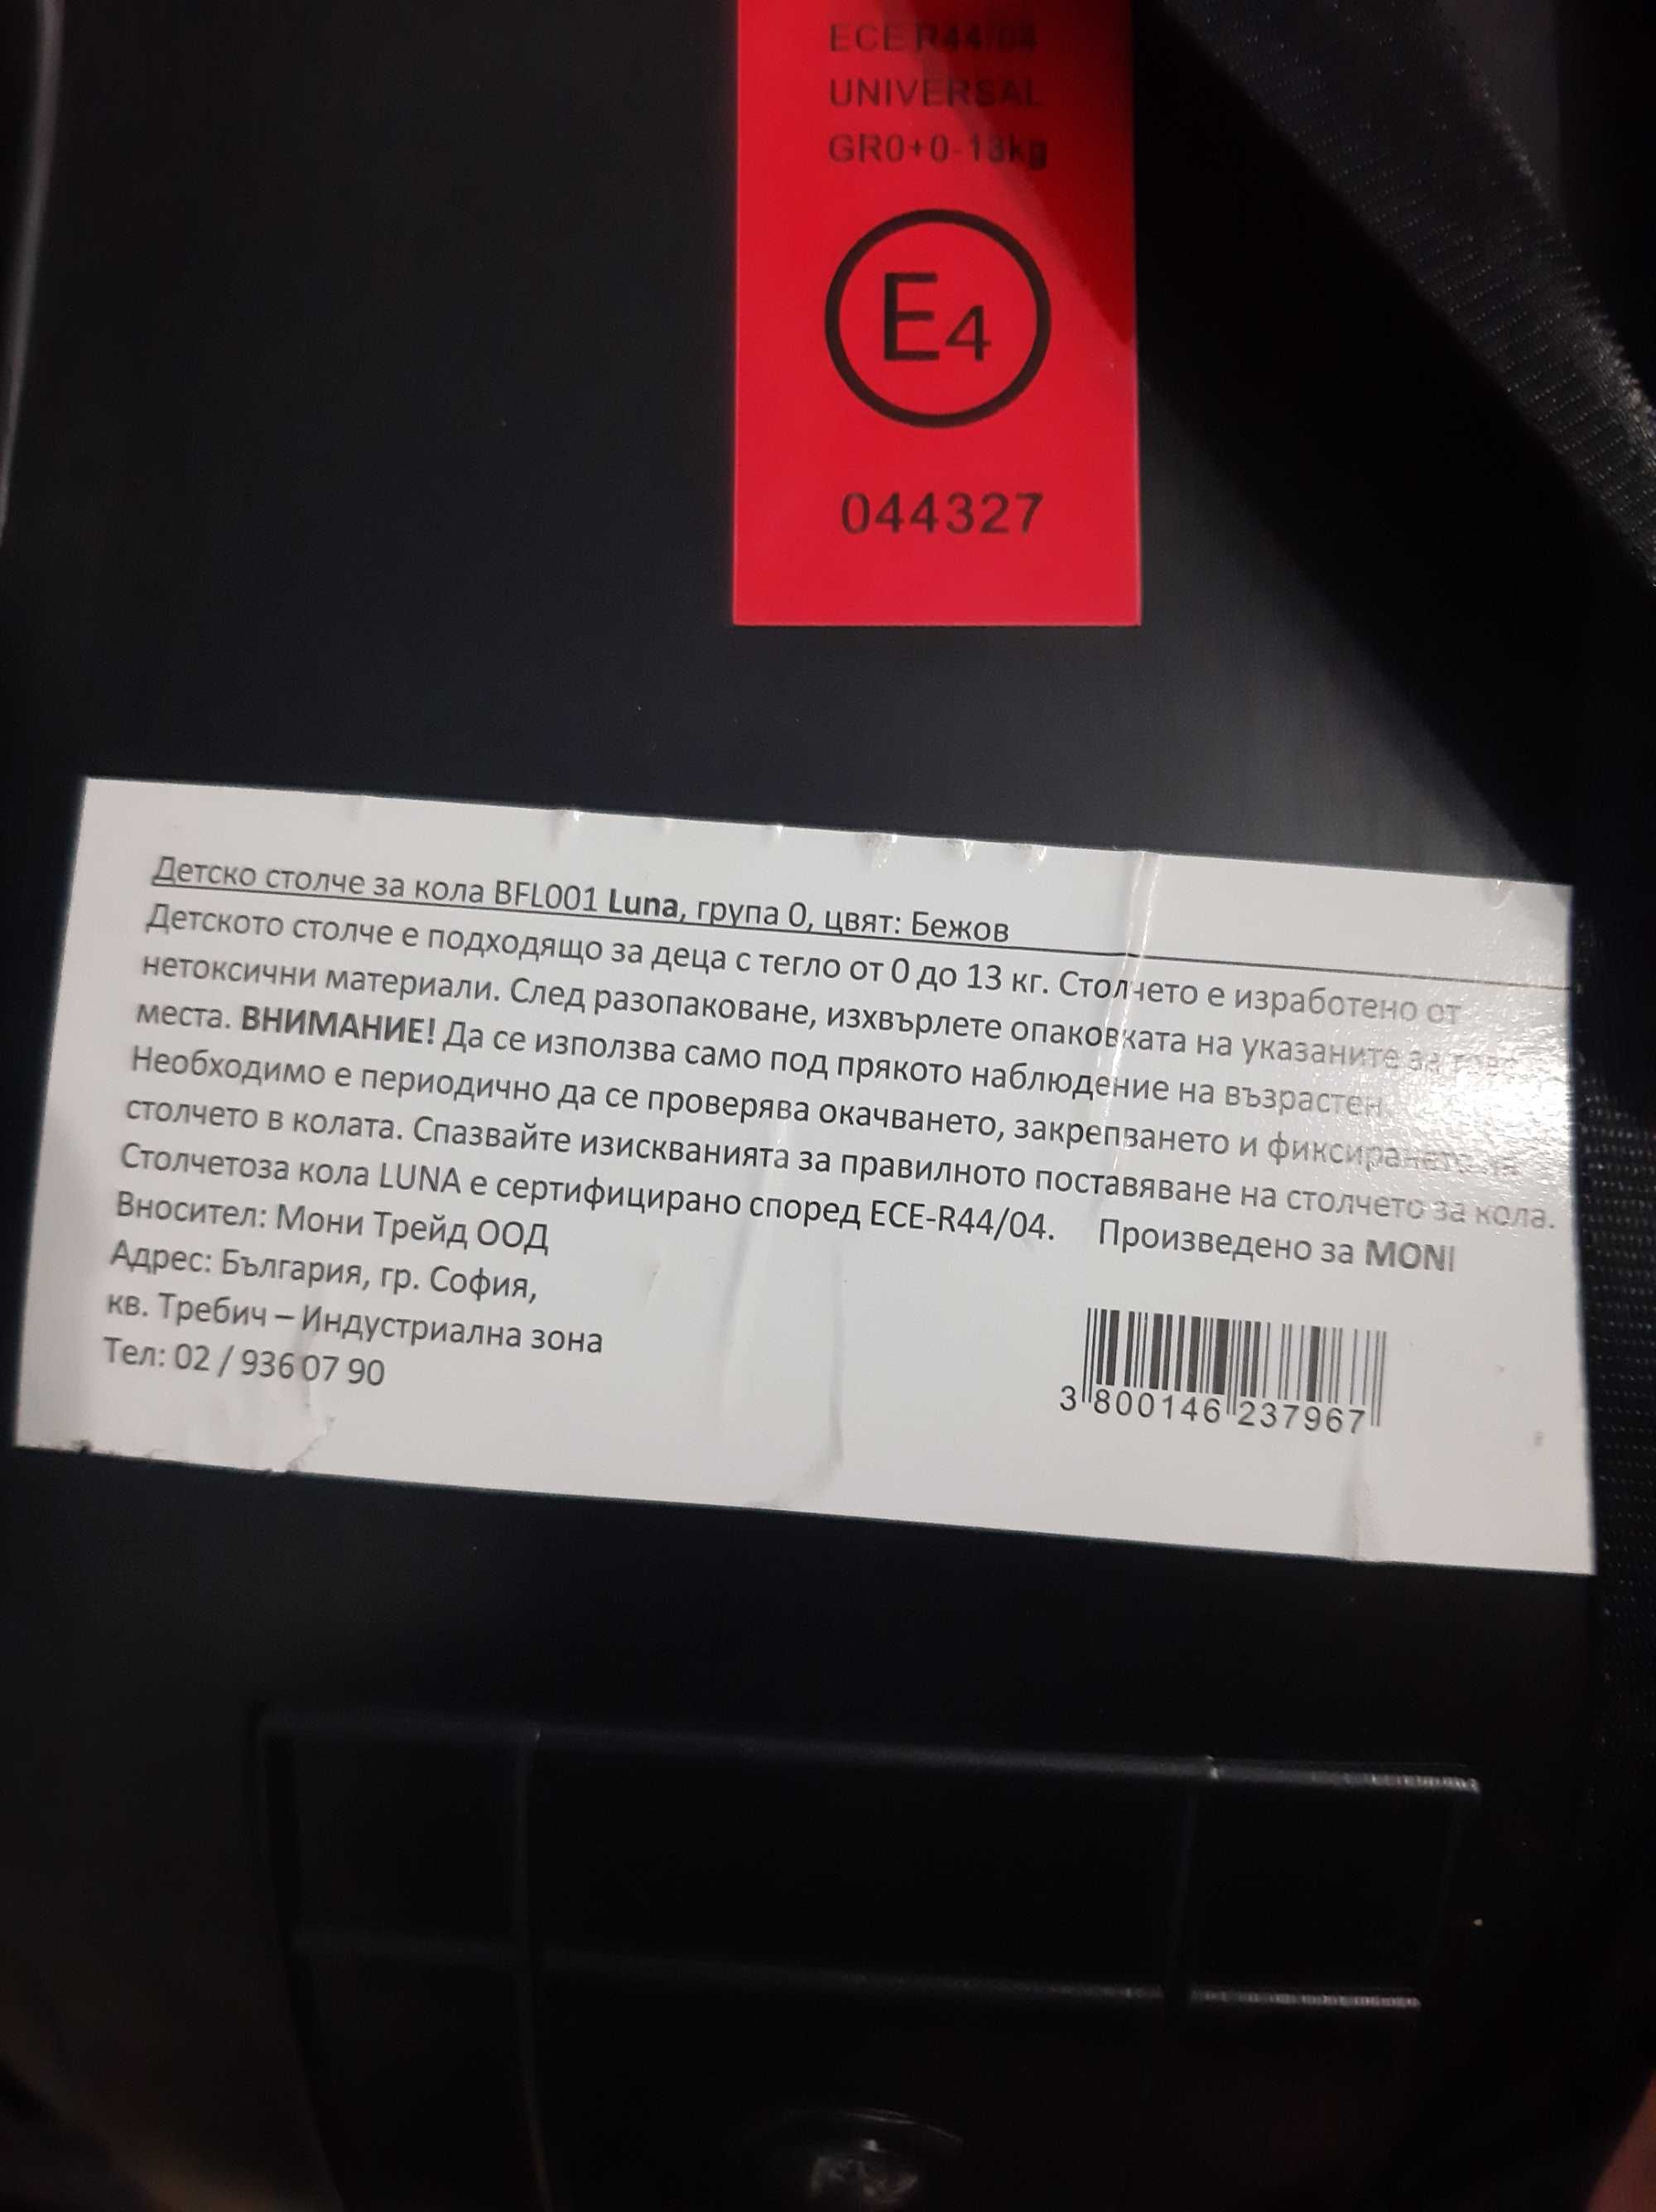 ECE R44/04
UNIVERSAL
GR0+0-13kg
E4
044327
Детско столче за кола BFL001 Luna, група 0, цвят: Бежов
Детското столче е подходящо за деца с тегло от 0 до 13 кг. Столчето е изработено от
нетоксични материали. След разопаковане, изхвърлете опаковката на указаните за това
места. ВНИМАНИЕ! Да се използва само под прякото наблюдение на възрастен.
Необходимо е периодично да се проверява окачването, закрепването и фиксирането на
столчето в колата. Спазвайте изискванията за правилното поставяне на столчето за кола.
Столчетоза кола LUNA е сертифицирано според ECE-R44/04. Произведено за MONI
Вносител: Мони Трейд ООД
Адрес: България, гр. София,
кв. Требич – Индустриална зона
Тел: 02 / 936 07 90
3 800146 237967